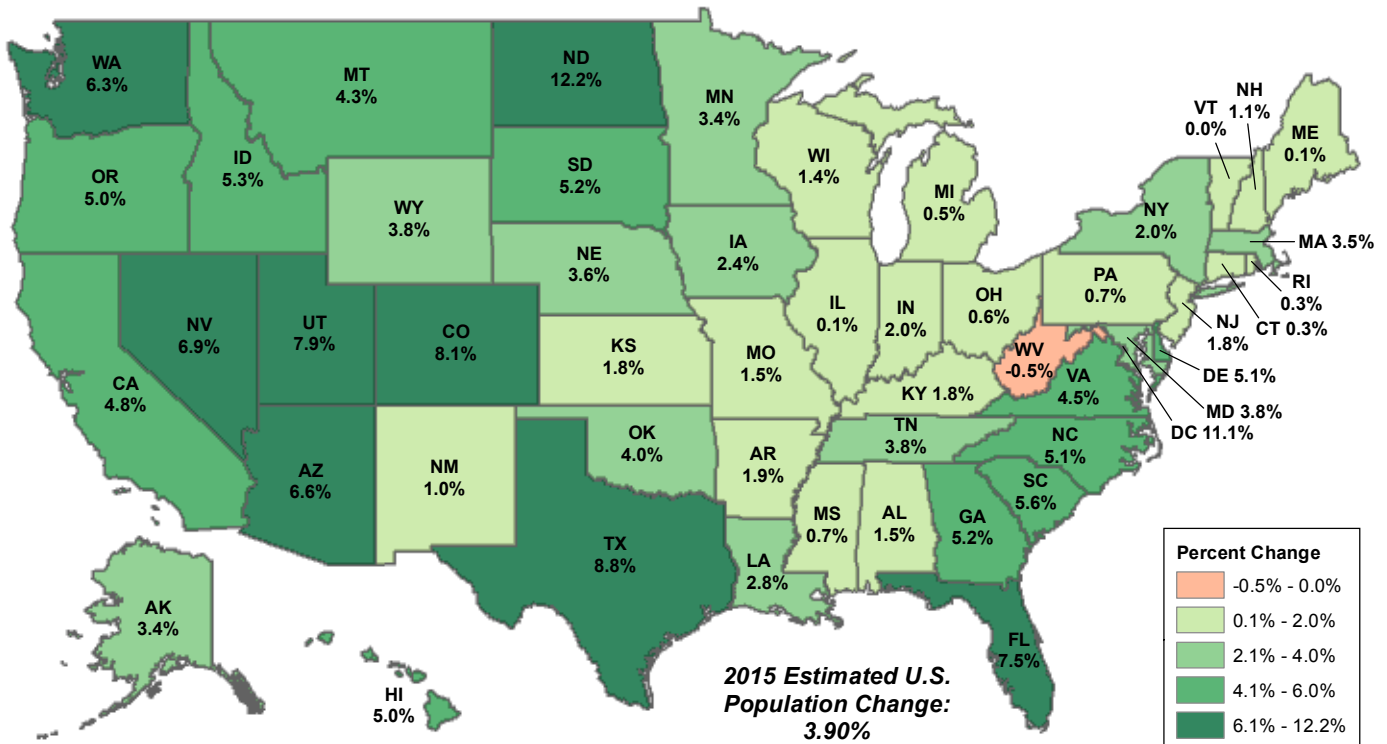 WA
6.3%
MT
4.3%
ND
12.2%
MN
3.4%
VT
0.0%
NH
1.1%
ME
0.1%
OR
5.0%
ID
5.3%
SD
5.2%
WI
1.4%
MI
0.5%
NY
2.0%
WY
3.8%
MA 3.5%
NE
3.6%
IA
2.4%
PA
0.7%
RI
0.3%
CT 0.3%
NJ
1.8%
IL
0.1%
IN
2.0%
OH
0.6%
NV
6.9%
UT
7.9%
CO
8.1%
KS
1.8%
MO
1.5%
WV
-0.5%
VA
4.5%
DE 5.1%
MD 3.8%
DC 11.1%
CA
4.8%
KY 1.8%
TN
3.8%
NC
5.1%
AZ
6.6%
NM
1.0%
OK
4.0%
AR
1.9%
SC
5.6%
MS
0.7%
AL
1.5%
GA
5.2%
TX
8.8%
LA
2.8%
FL
7.5%
AK
3.4%
HI
5.0%
2015 Estimated U.S.
Population Change:
3.90%
Percent Change
-0.5% - 0.0%
0.1% - 2.0%
2.1% - 4.0%
4.1% - 6.0%
6.1% - 12.2%